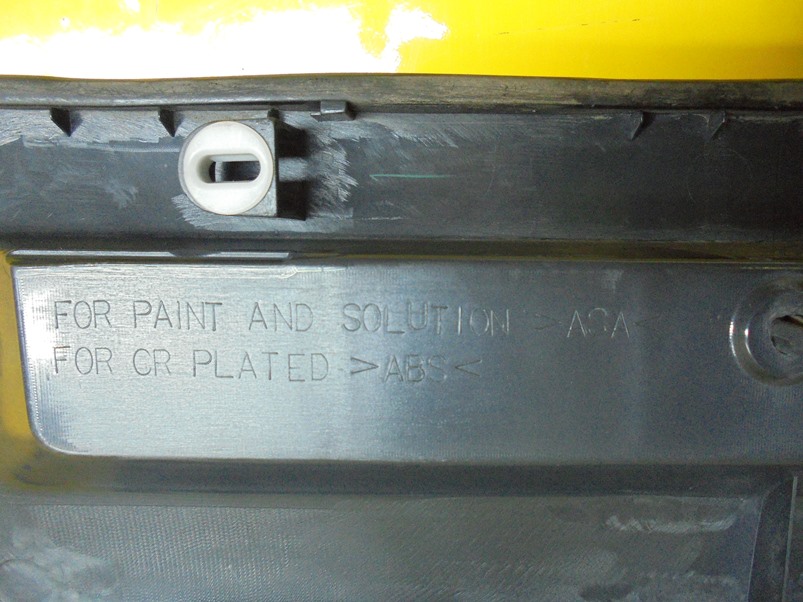 FOR PAINT AND SOLUTION >ASA<
FOR CR PLATED >ABS<